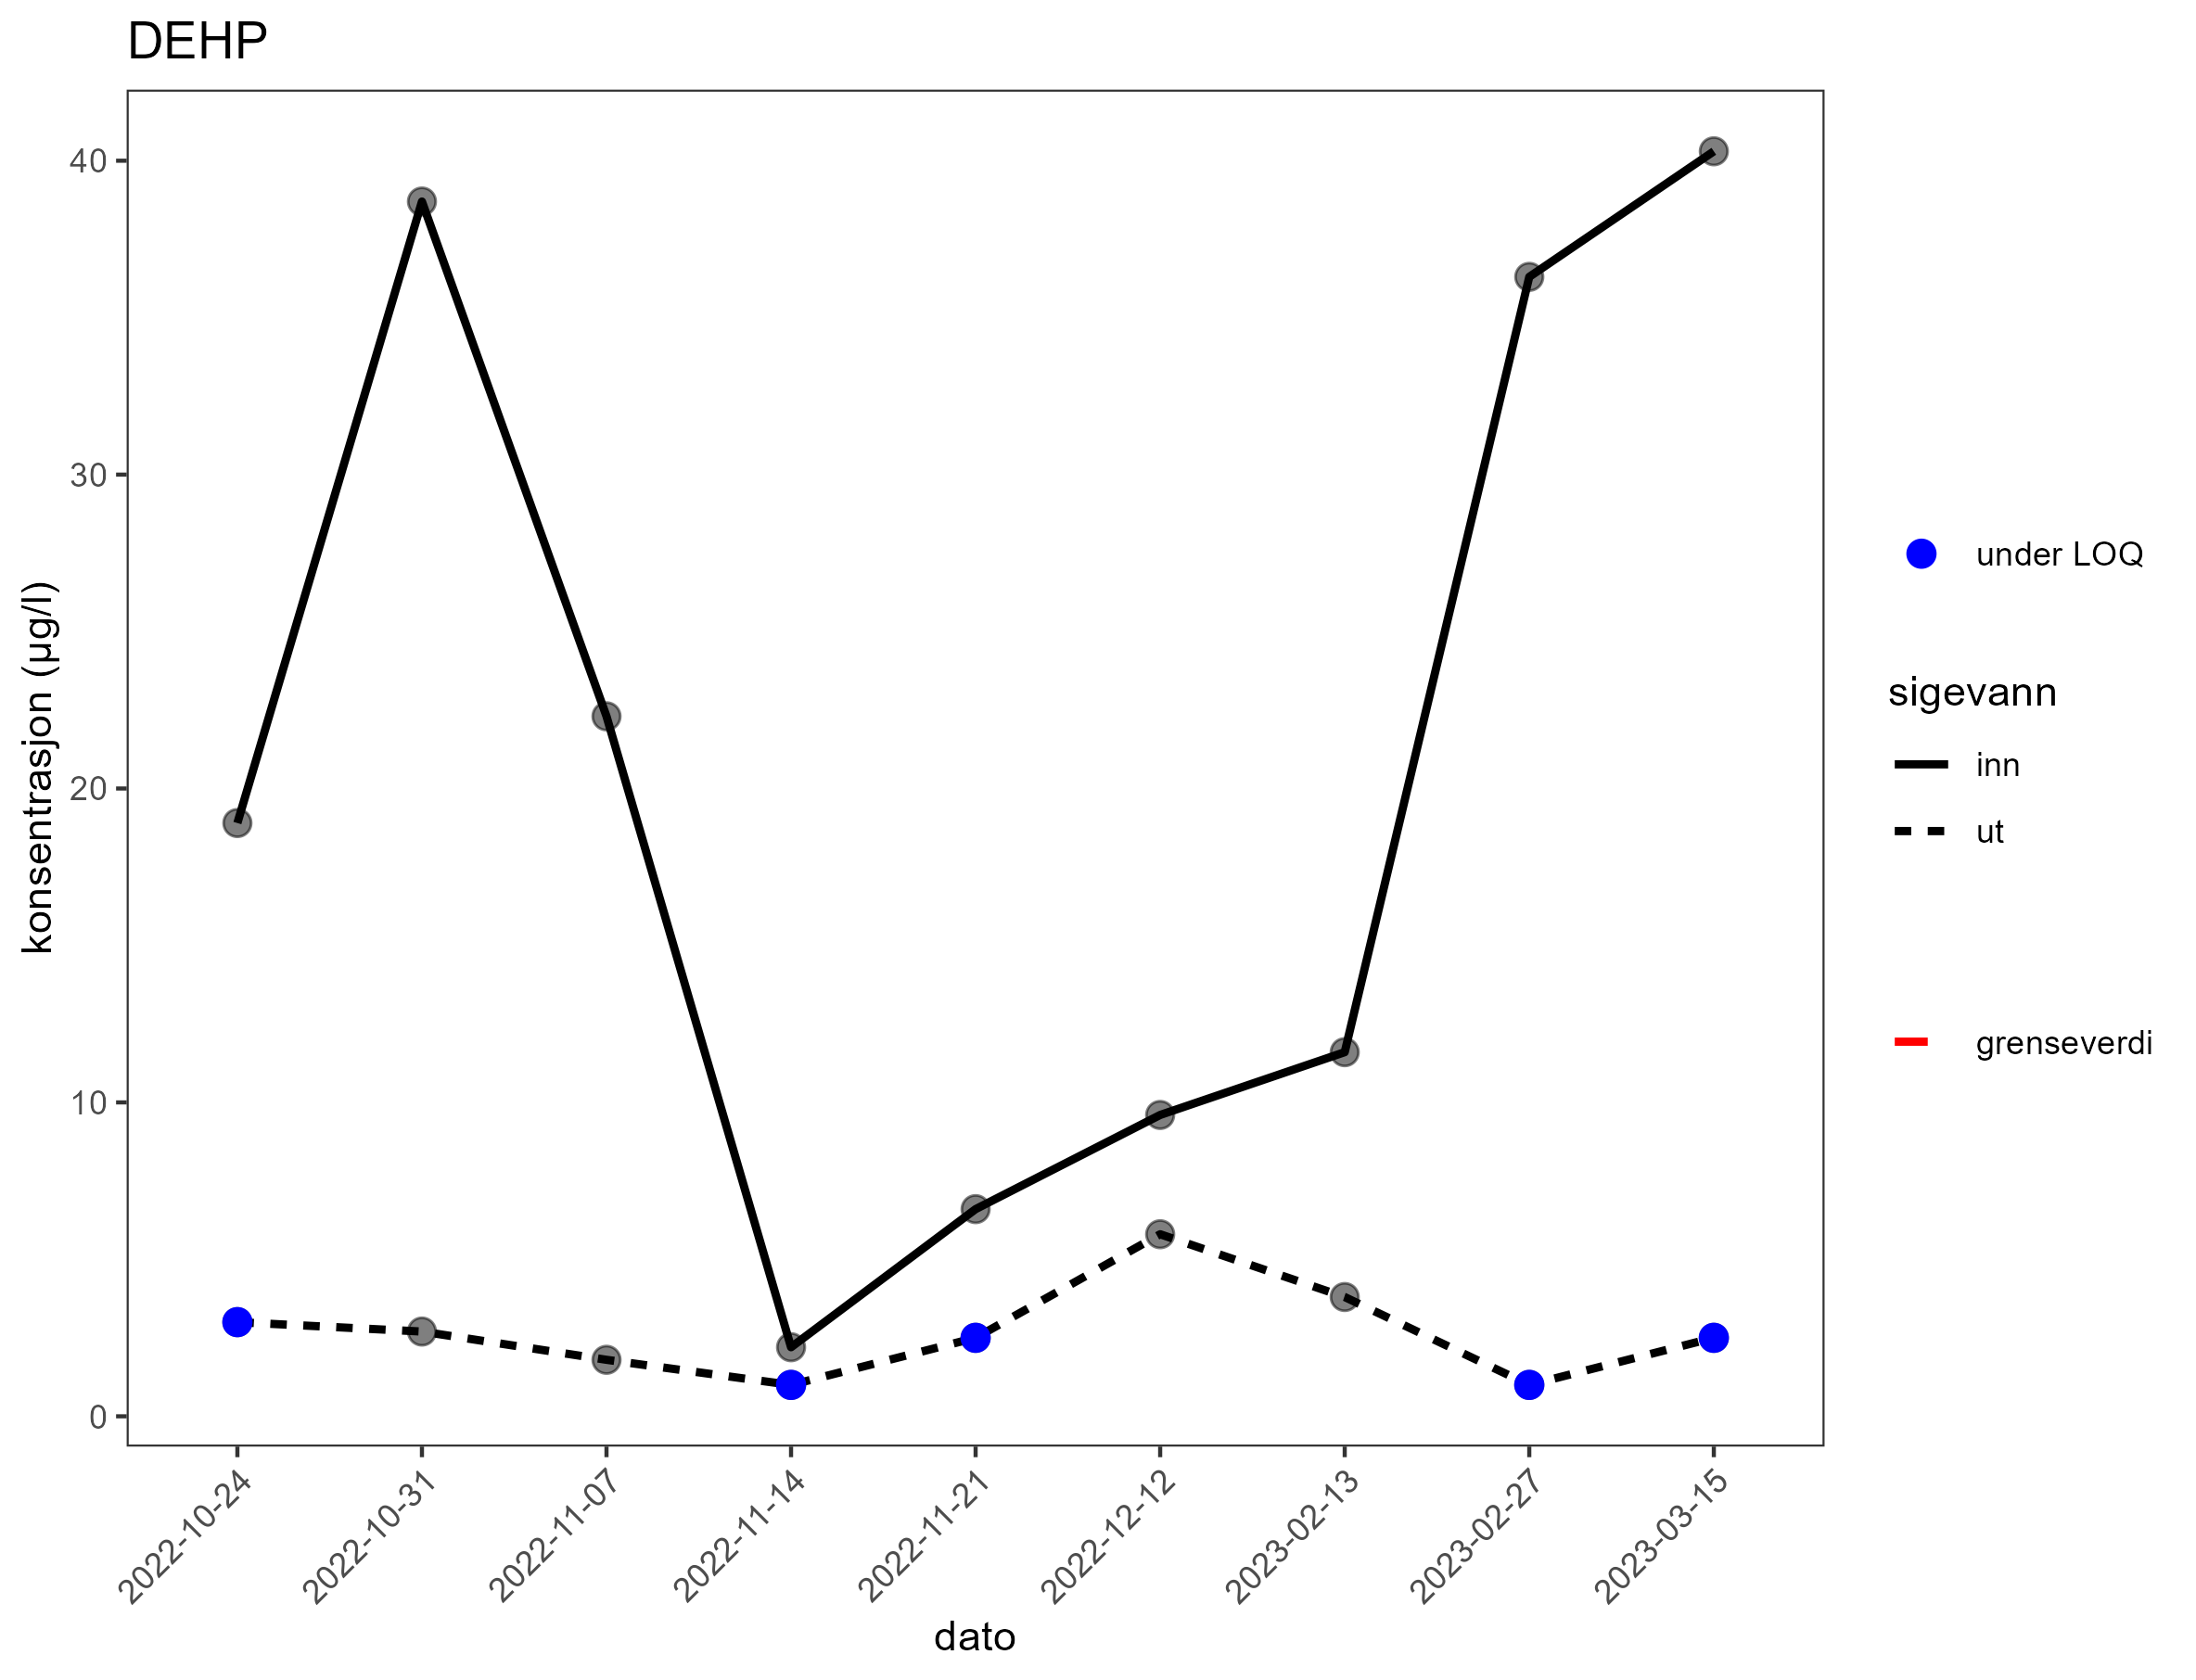 DEHP
konsentrasjon (µg/l)
40
30
20
10
0
2022-10-24
2022-10-31
2022-11-07
2022-11-14
2022-11-21
2022-12-12
2023-02-13
2023-02-27
2023-03-15
dato
under LOQ
sigevann
inn
ut
grenseverdi